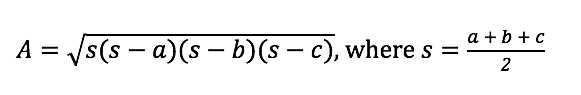 A = √s(s − a)(s − b)(s − c), where s = a + b + c / 2